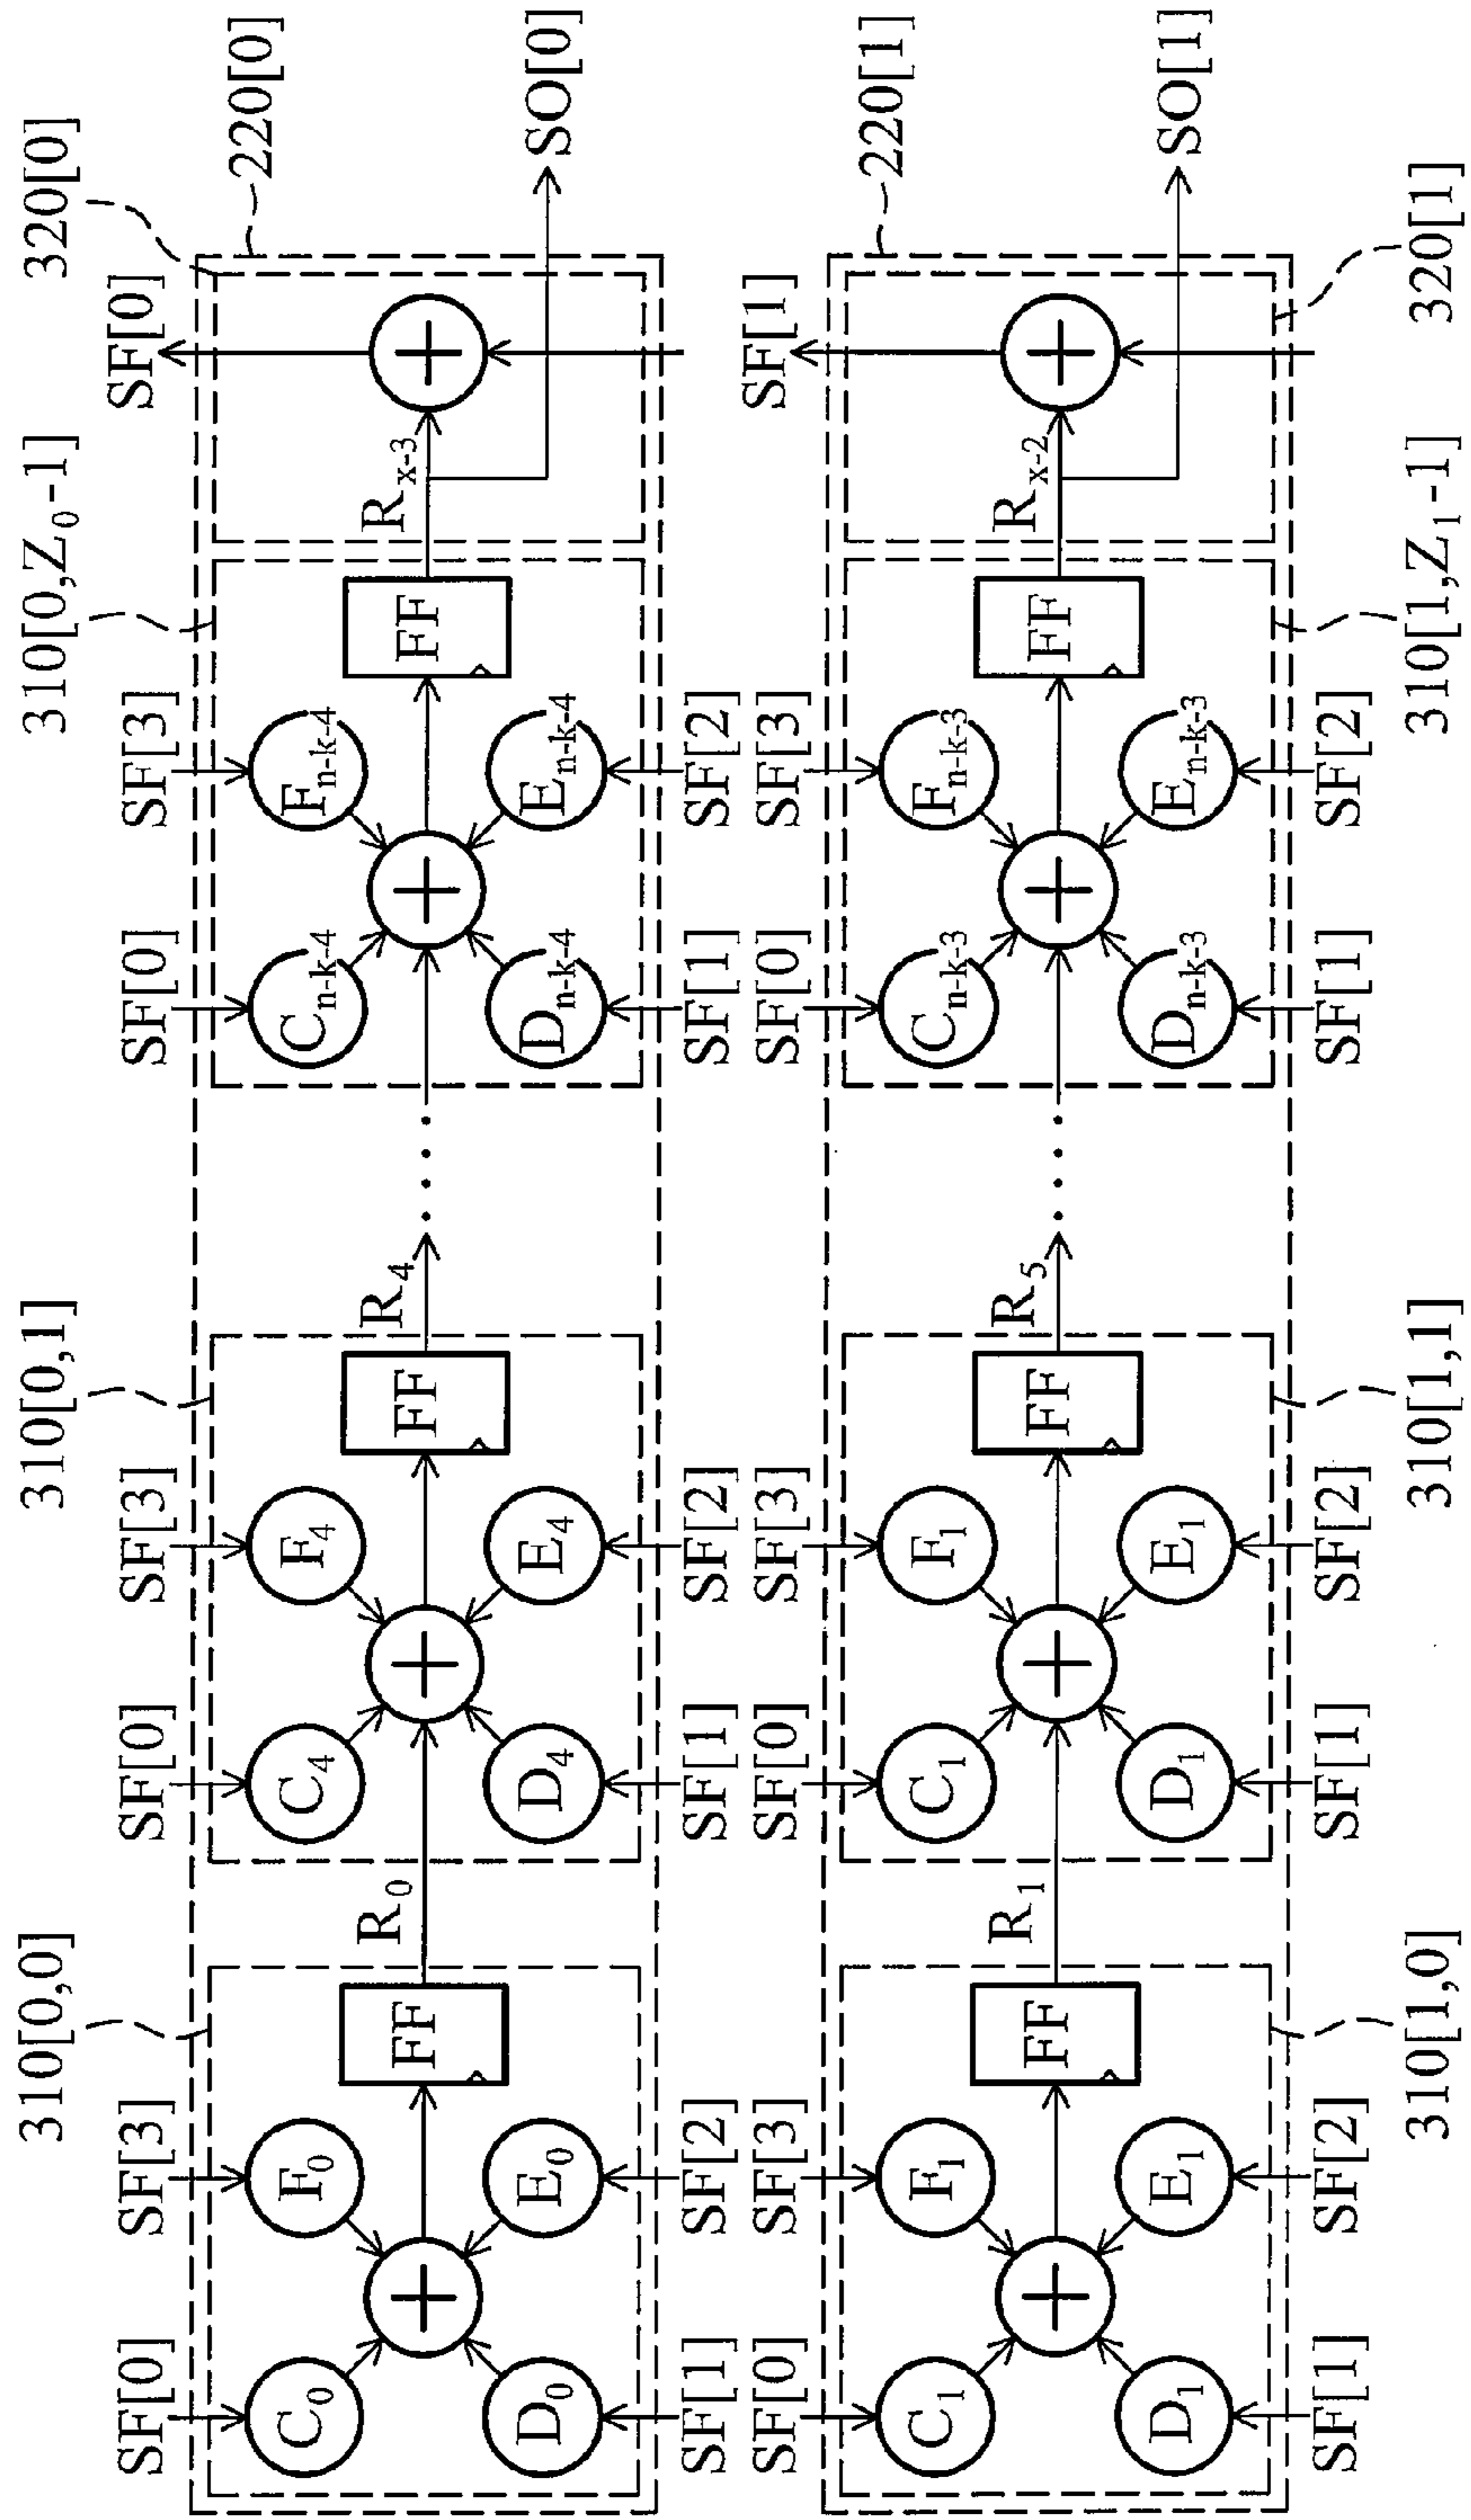 310[0,0] 310[0,1] 310[0,Z₀-1] 320[0]
SF[0] SF[3] SF[0] SF[3] SF[0] SF[3] SF[0] 220[0]
C₀ F₀ C₄ F₄ Cₙ₋ₖ₋₄ Fₙ₋ₖ₋₄
+ FF R₀ + FF R₄ .... + FF Rₓ₋₃ +
D₀ E₀ D₄ E₄ Dₙ₋ₖ₋₄ Eₙ₋ₖ₋₄ SO[0]
SF[1] SF[2] SF[1] SF[2] SF[1] SF[2]
SF[0] SF[3] SF[0] SF[3] SF[0] SF[3] SF[1] 220[1]
C₁ F₁ C₁ F₁ Cₙ₋ₖ₋₃ Fₙ₋ₖ₋₃
+ FF R₁ + FF R₅ .... + FF Rₓ₋₂ +
D₁ E₁ D₁ E₁ Dₙ₋ₖ₋₃ Eₙ₋ₖ₋₃ SO[1]
SF[1] SF[2] SF[1] SF[2] SF[1] SF[2]
310[1,0] 310[1,1] 310[1,Z₁-1] 320[1]